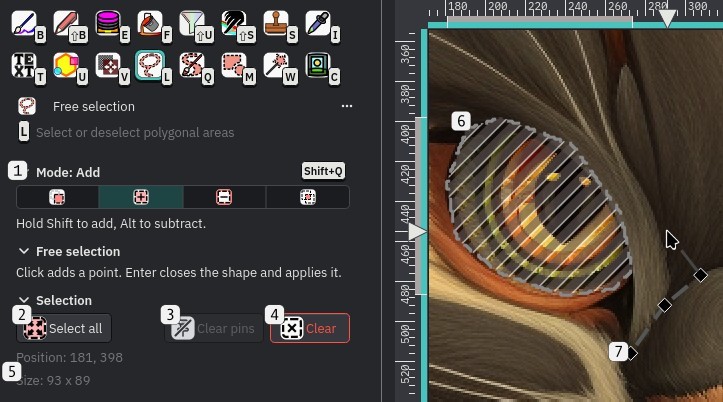 B ⇧B E F ⇧U ⇧S S I
TEXT T U V L Q M W C
Free selection ...
L Select or deselect polygonal areas
1 Mode: Add Shift+Q
Hold Shift to add, Alt to subtract.
Free selection
Click adds a point. Enter closes the shape and applies it.
Selection
2 Select all 3 Clear pins 4 Clear
Position: 181, 398
5 Size: 93 x 89
180 200 220 240 260 280 300
360
380
400
420
440
460
480
500
520
6
7